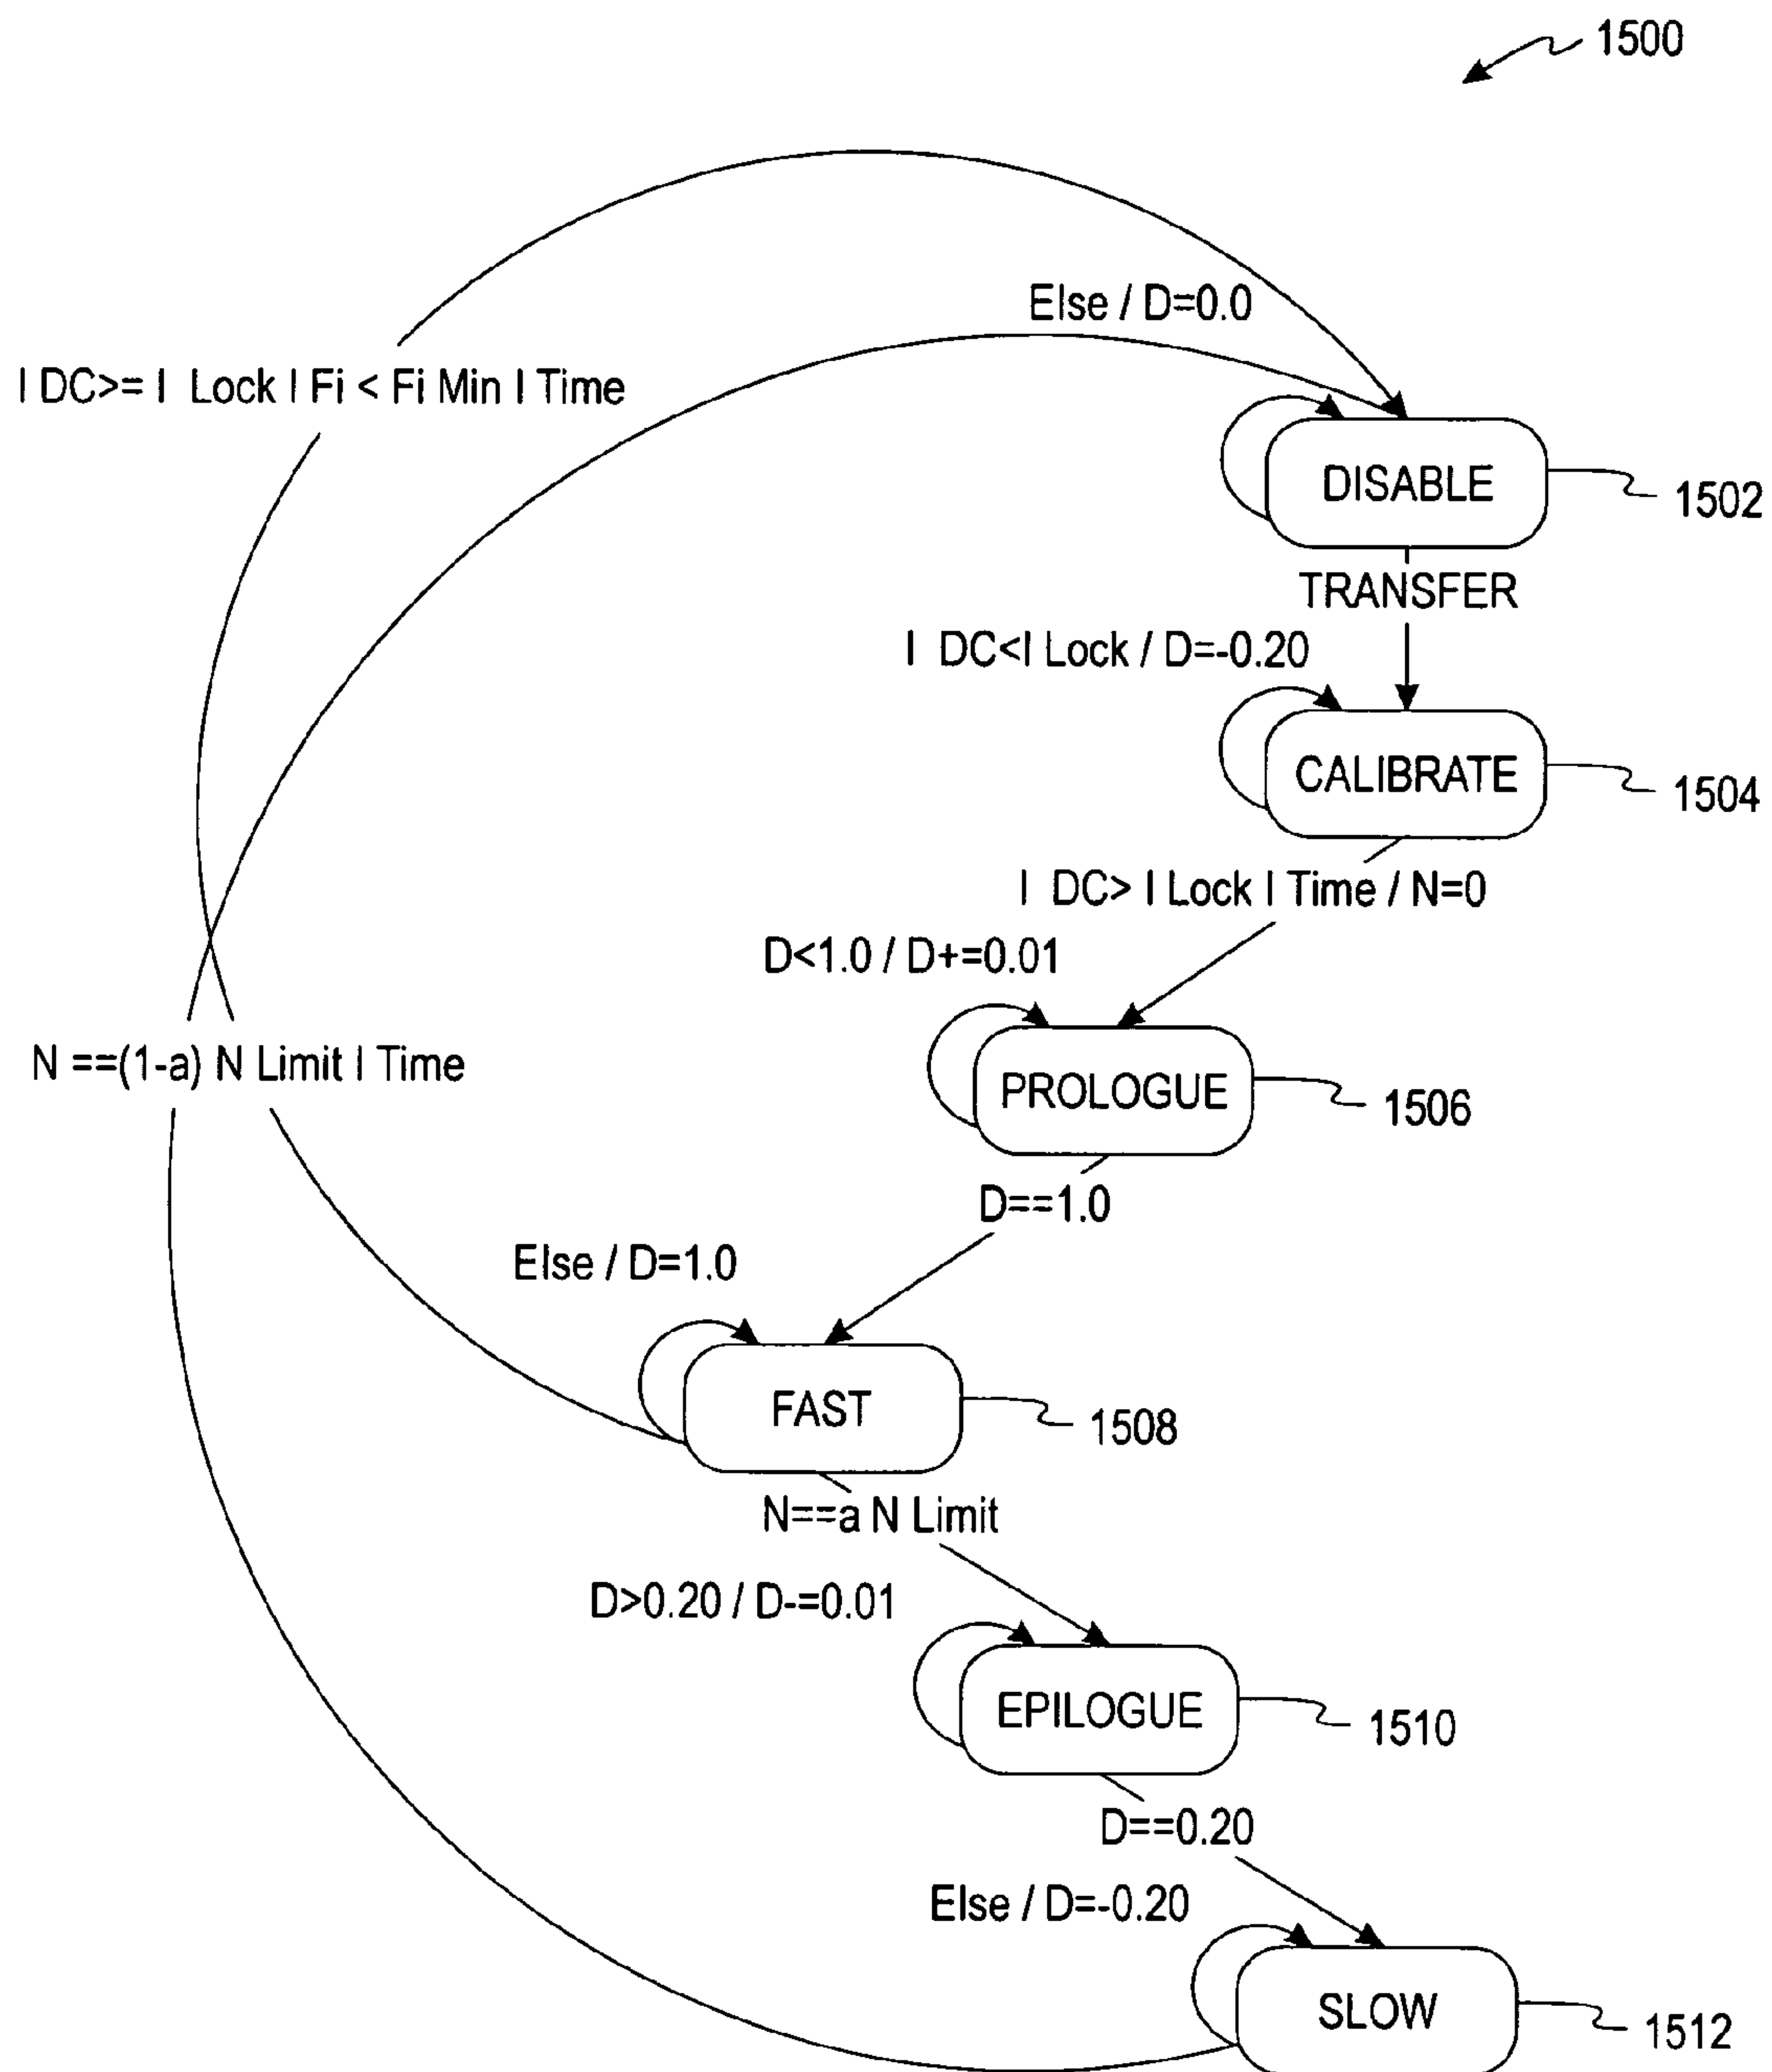 1500
Else / D=0.0
I DC>= I Lock I Fi < Fi Min I Time
DISABLE
1502
TRANSFER
I DC<I Lock / D=-0.20
CALIBRATE
1504
I DC> I Lock I Time / N=0
D<1.0 / D+=0.01
N ==(1-a) N Limit I Time
PROLOGUE
1506
D==1.0
Else / D=1.0
FAST
1508
N==a N Limit
D>0.20 / D-=0.01
EPILOGUE
1510
D==0.20
Else / D=-0.20
SLOW
1512